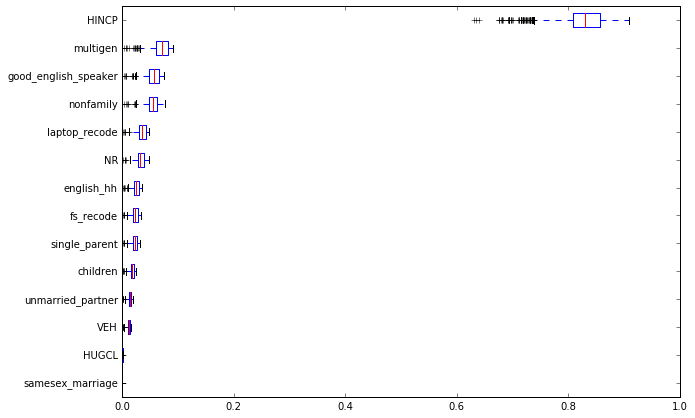 HINCP
multigen
good_english_speaker
nonfamily
laptop_recode
NR
english_hh
fs_recode
single_parent
children
unmarried_partner
VEH
HUGCL
samesex_marriage
0.0 0.2 0.4 0.6 0.8 1.0